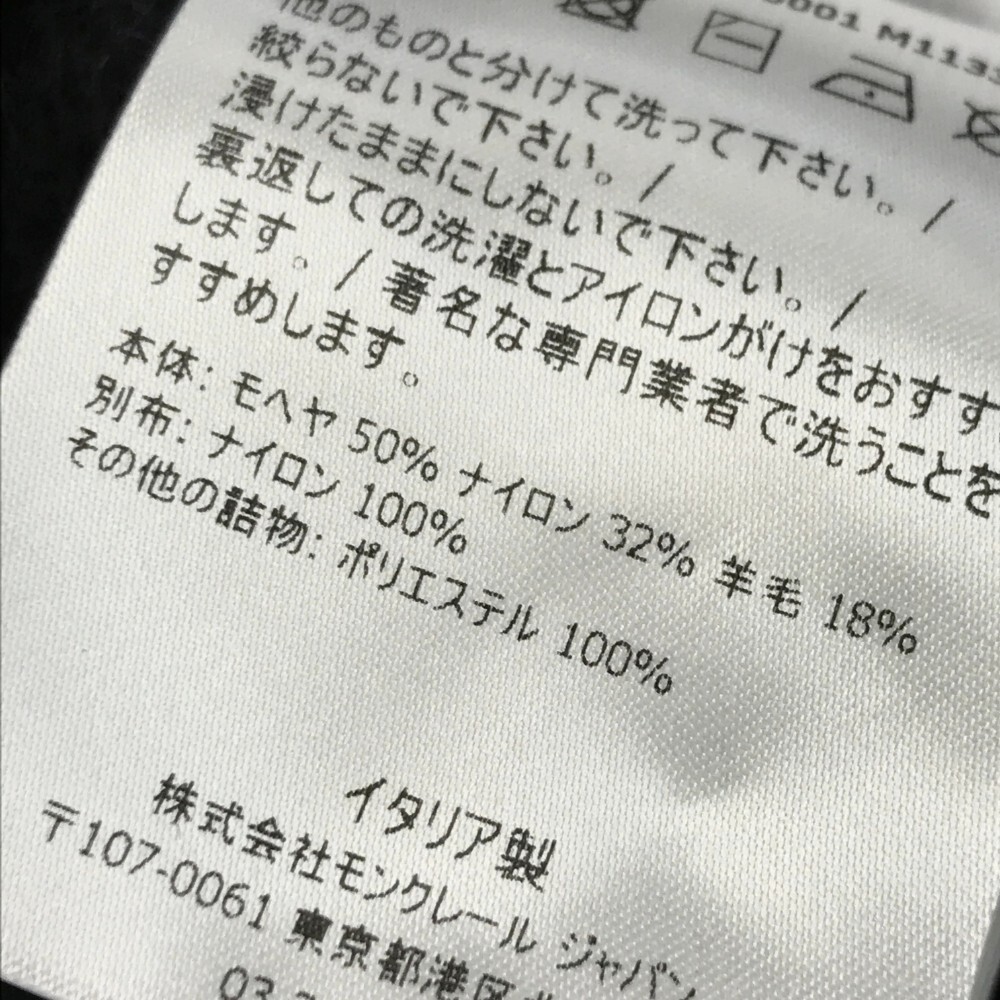 001 M113
他のものと分けて洗って下さい。 /
絞らないで下さい。 /
浸けたままにしないで下さい。 /
裏返しての洗濯とアイロンがけをおすす
します。 / 著名な専門業者で洗うことを
すすめします。
本体: モヘヤ 50% ナイロン 32% 羊毛 18%
別布: ナイロン 100%
その他の詰物: ポリエステル 100%
イタリア製
株式会社モンクレール ジャパン
〒107-0061 東京都港区
03